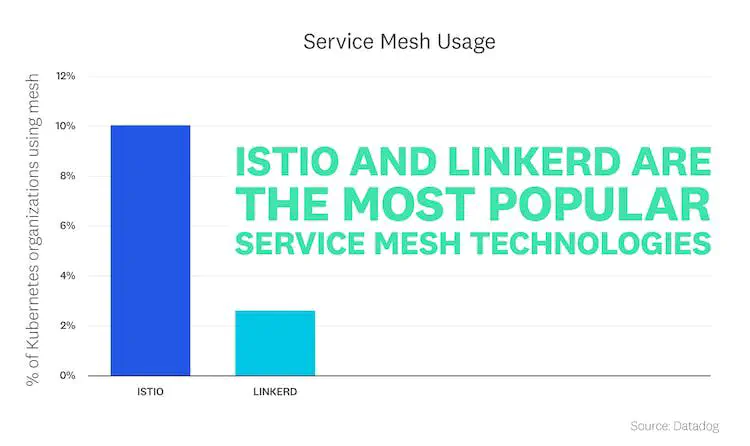 Service Mesh Usage
% of Kubernetes organizations using mesh
12%
10%
8%
6%
4%
2%
0%
ISTIO AND LINKERD ARE
THE MOST POPULAR
SERVICE MESH TECHNOLOGIES
ISTIO
LINKERD
Source: Datadog